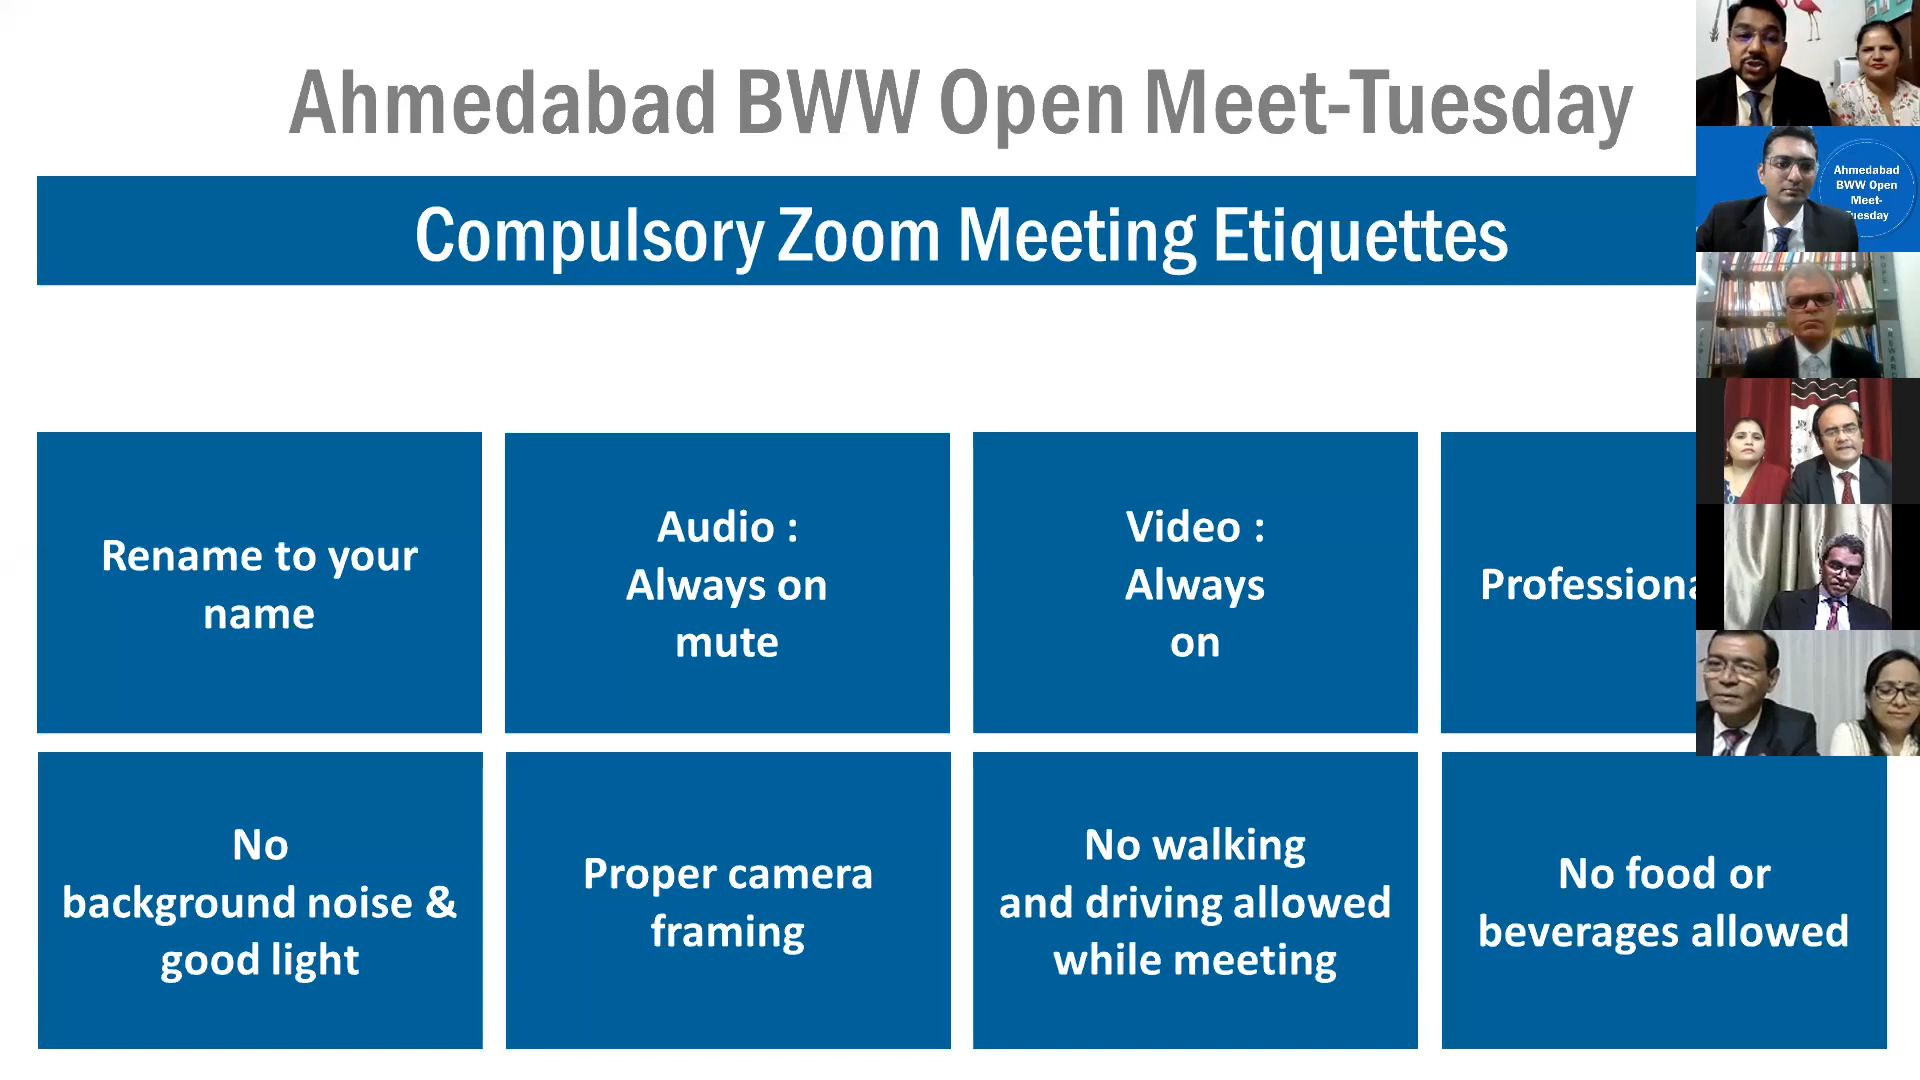 Ahmedabad BWW Open Meet-Tuesday
Compulsory Zoom Meeting Etiquettes
Rename to your
name
Audio :
Always on
mute
Video :
Always
on
No
background noise &
good light
Proper camera
framing
No walking
and driving allowed
while meeting
No food or
beverages allowed
Ahmedabad
BWW Open
Meet-
Tuesday